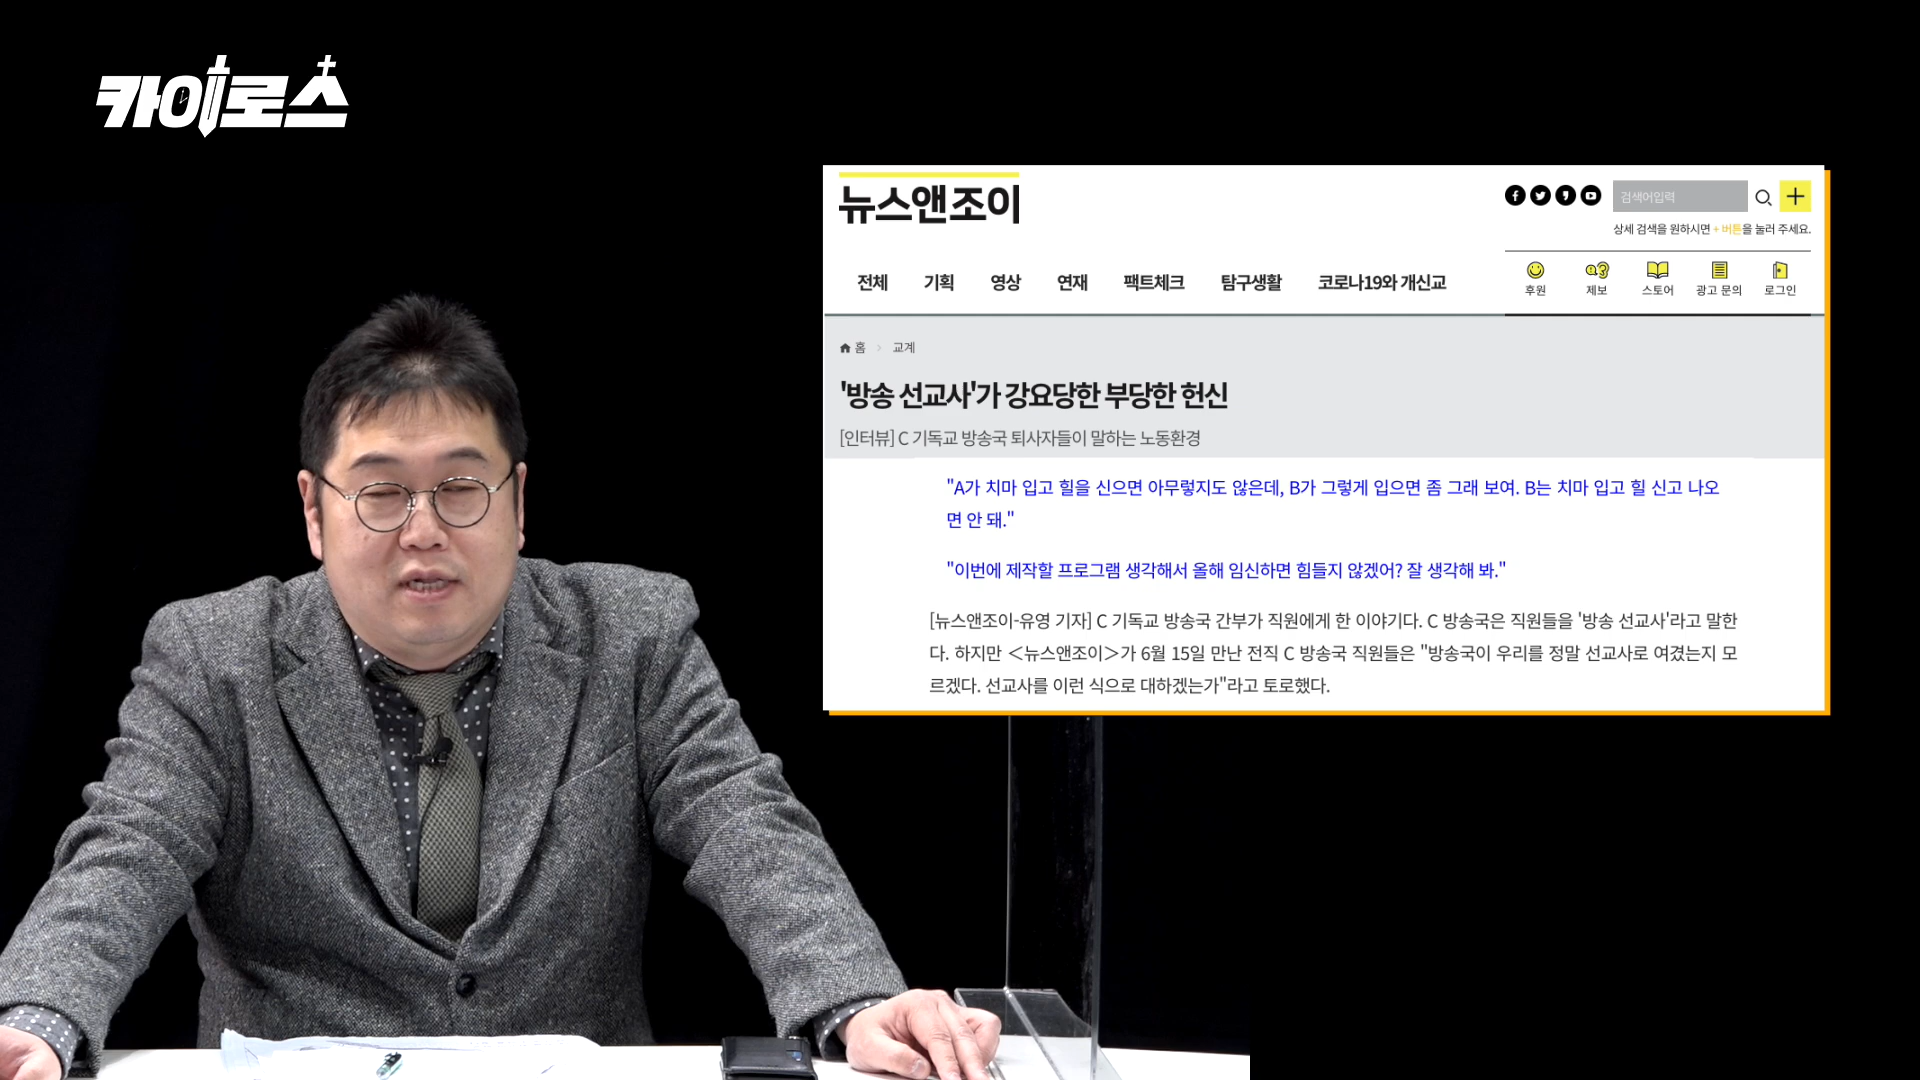 카이로스
뉴스앤조이
검색어입력
상세 검색을 원하시면 + 버튼을 눌러 주세요.
전체 기획 영상 연재 팩트체크 탐구생활 코로나19와 개신교
후원 제보 스토어 광고 문의 로그인
홈 > 교계
'방송 선교사'가 강요당한 부당한 헌신
[인터뷰] C 기독교 방송국 퇴사자들이 말하는 노동환경
"A가 치마 입고 힐을 신으면 아무렇지도 않은데, B가 그렇게 입으면 좀 그래 보여. B는 치마 입고 힐 신고 나오
면 안 돼."
"이번에 제작할 프로그램 생각해서 올해 임신하면 힘들지 않겠어? 잘 생각해 봐."
[뉴스앤조이-유영 기자] C 기독교 방송국 간부가 직원에게 한 이야기다. C 방송국은 직원들을 '방송 선교사'라고 말한
다. 하지만 <뉴스앤조이>가 6월 15일 만난 전직 C 방송국 직원들은 "방송국이 우리를 정말 선교사로 여겼는지 모
르겠다. 선교사를 이런 식으로 대하겠는가"라고 토로했다.